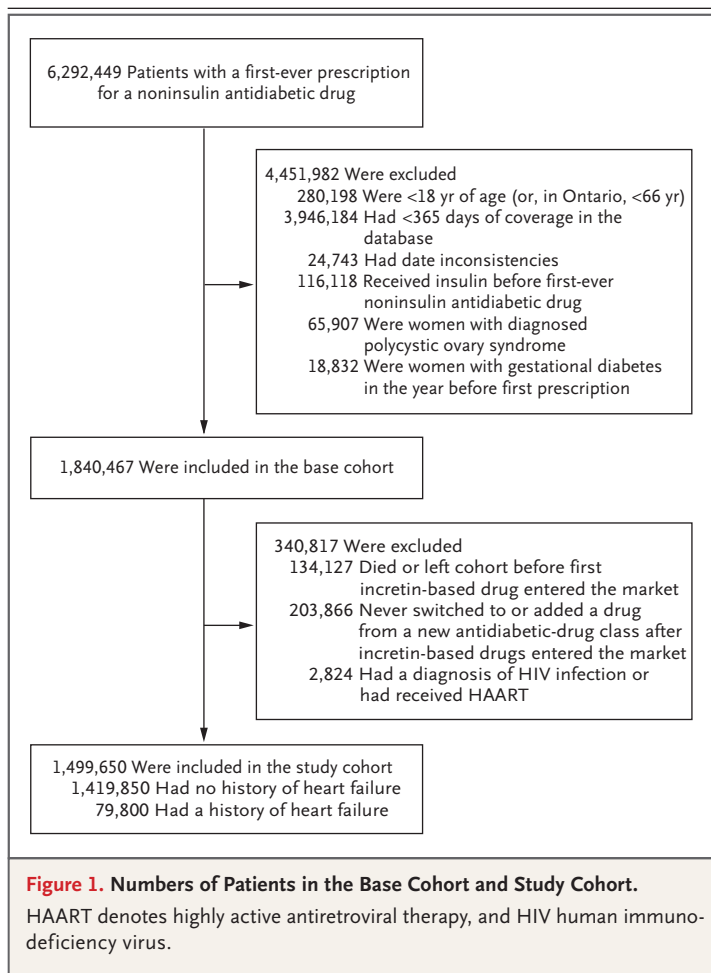 6,292,449 Patients with a first-ever prescription
for a noninsulin antidiabetic drug
4,451,982 Were excluded
280,198 Were <18 yr of age (or, in Ontario, <66 yr)
3,946,184 Had <365 days of coverage in the
database
24,743 Had date inconsistencies
116,118 Received insulin before first-ever
noninsulin antidiabetic drug
65,907 Were women with diagnosed
polycystic ovary syndrome
18,832 Were women with gestational diabetes
in the year before first prescription
1,840,467 Were included in the base cohort
340,817 Were excluded
134,127 Died or left cohort before first
incretin-based drug entered the market
203,866 Never switched to or added a drug
from a new antidiabetic-drug class after
incretin-based drugs entered the market
2,824 Had a diagnosis of HIV infection or
had received HAART
1,499,650 Were included in the study cohort
1,419,850 Had no history of heart failure
79,800 Had a history of heart failure
Figure 1. Numbers of Patients in the Base Cohort and Study Cohort.
HAART denotes highly active antiretroviral therapy, and HIV human immuno-
deficiency virus.